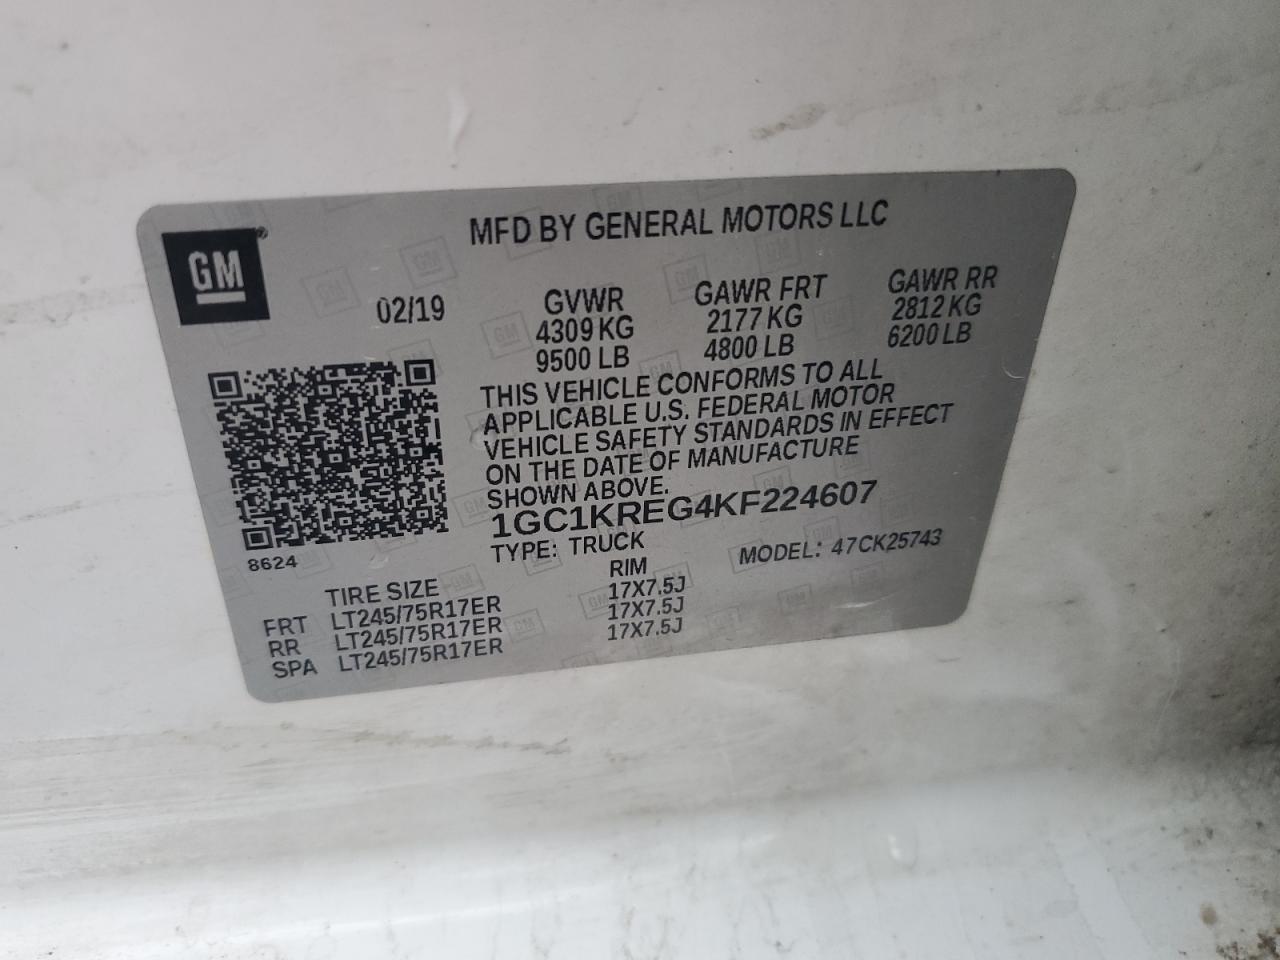 MFD BY GENERAL MOTORS LLC
GM®
02/19
GVWR GAWR FRT GAWR RR
4309 KG 2177 KG 2812 KG
9500 LB 4800 LB 6200 LB
THIS VEHICLE CONFORMS TO ALL
APPLICABLE U.S. FEDERAL MOTOR
VEHICLE SAFETY STANDARDS IN EFFECT
ON THE DATE OF MANUFACTURE
SHOWN ABOVE.
1GC1KREG4KF224607
TYPE: TRUCK MODEL: 47CK25743
8624
TIRE SIZE RIM
FRT LT245/75R17ER 17X7.5J
RR LT245/75R17ER 17X7.5J
SPA LT245/75R17ER 17X7.5J